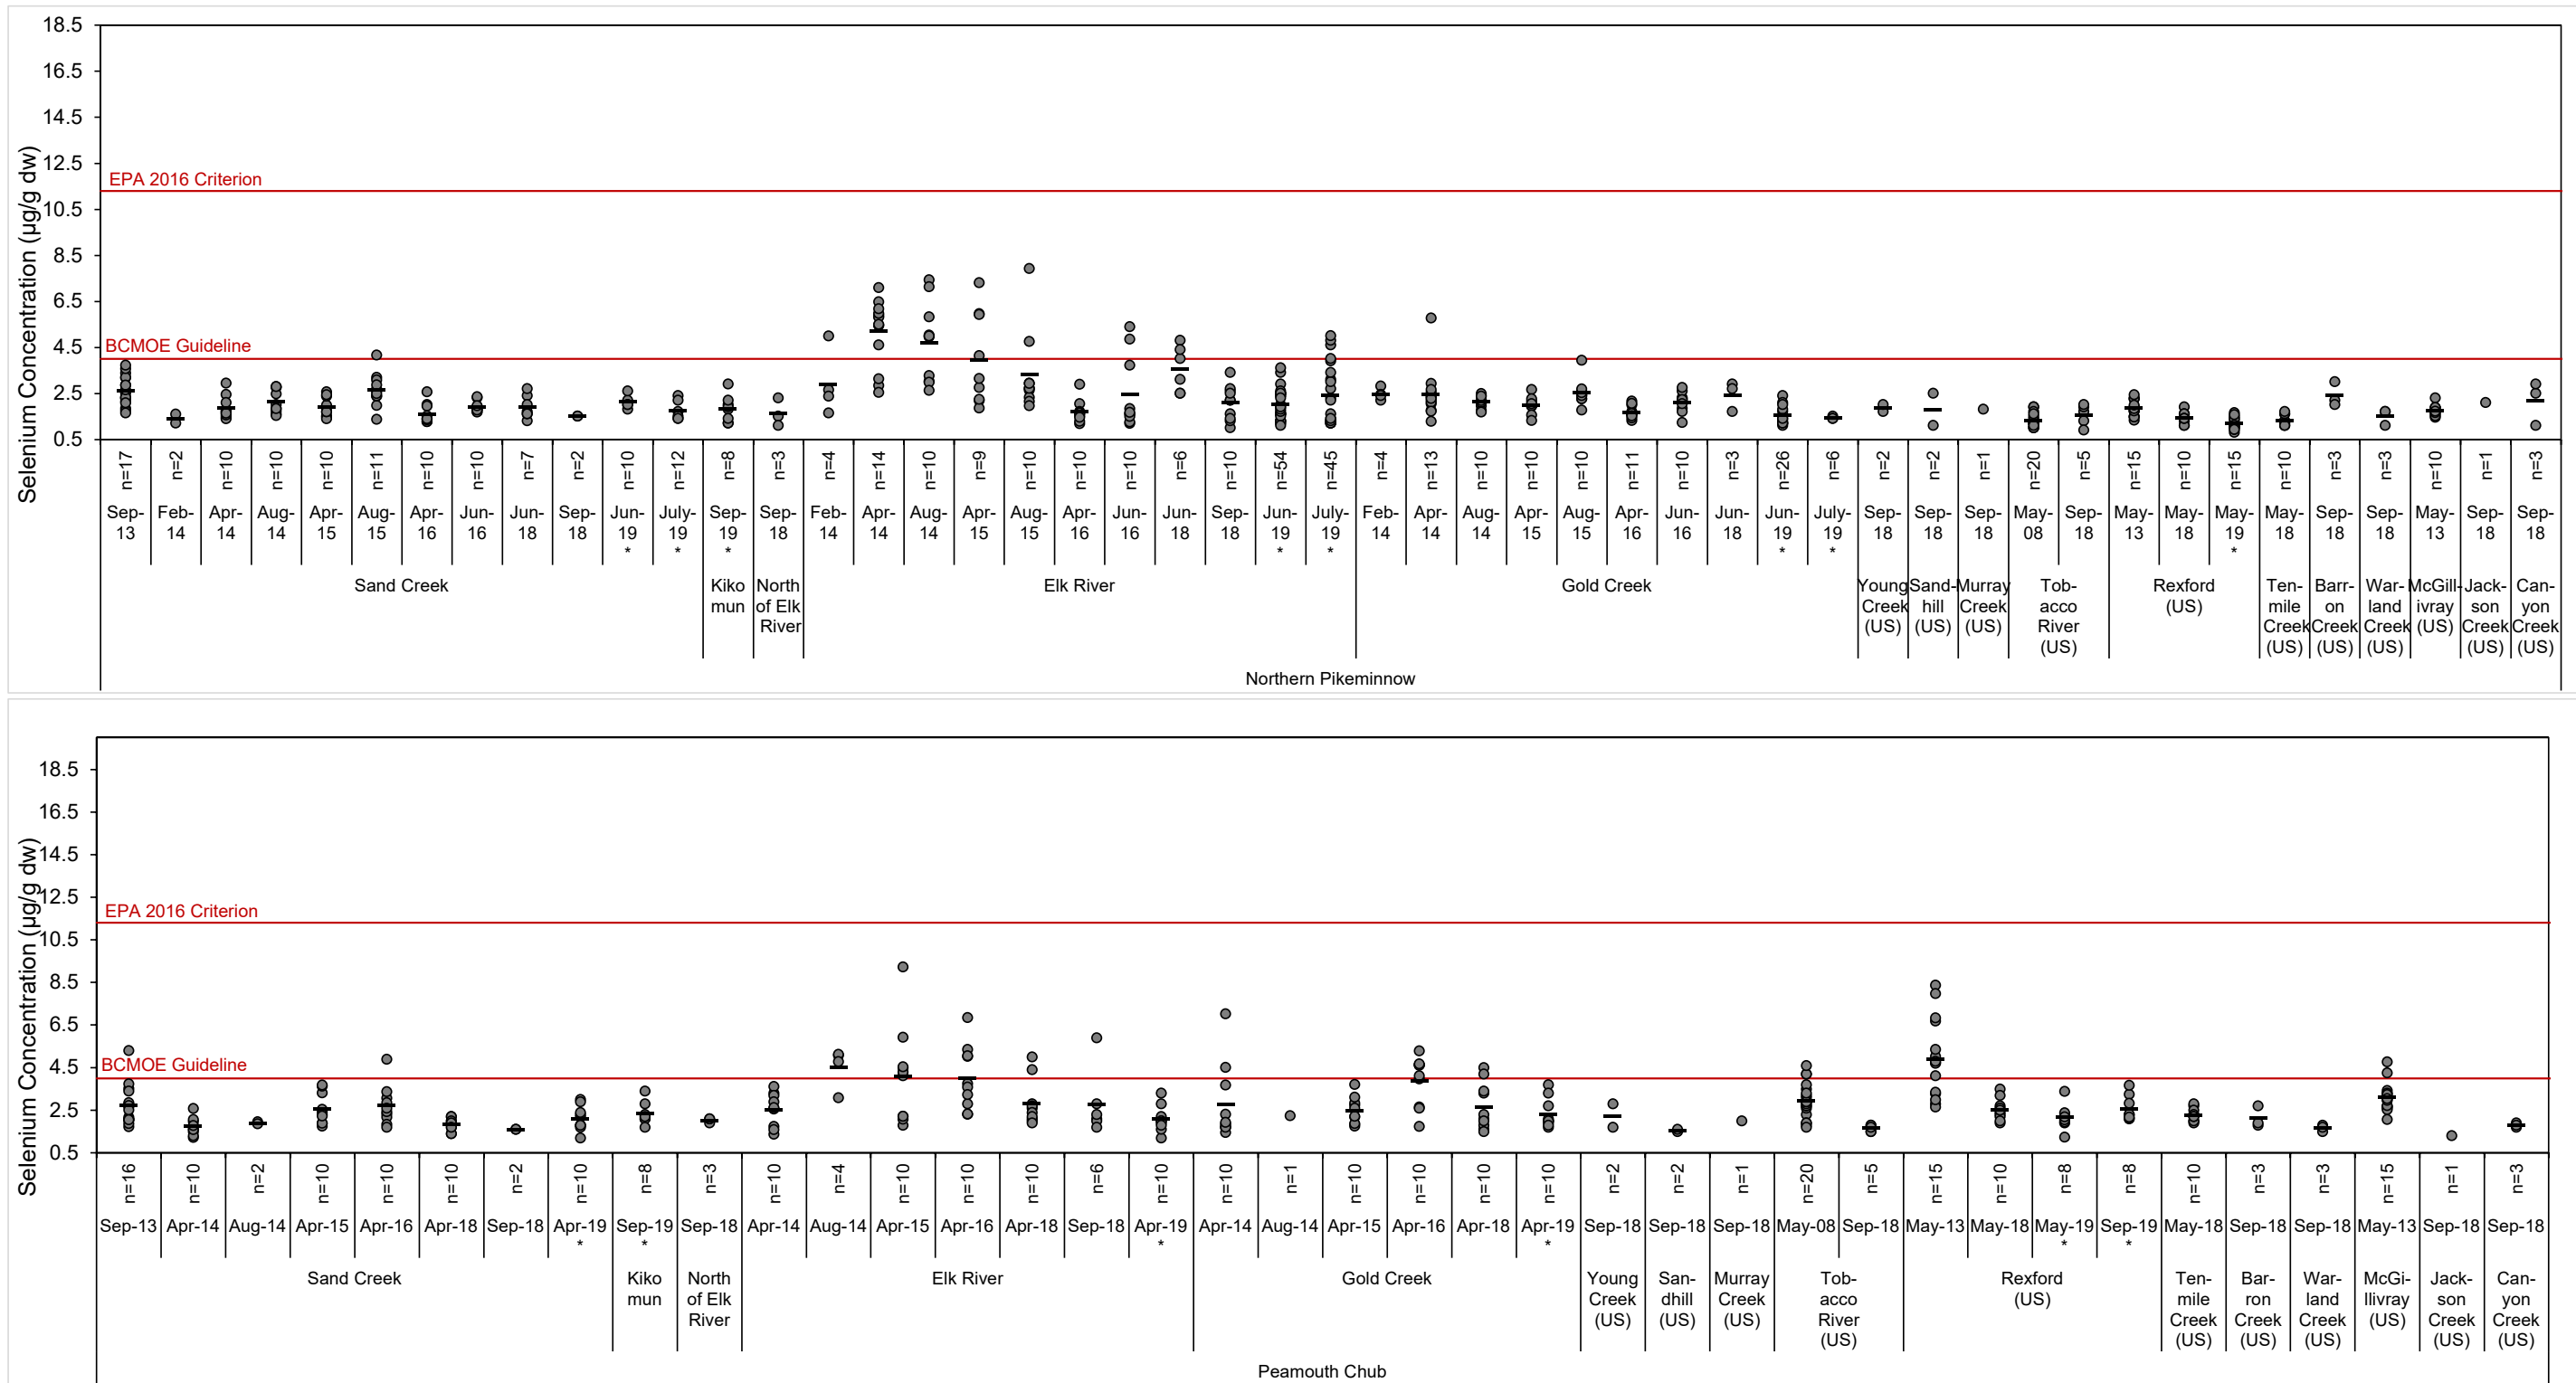 18.5
16.5
14.5
12.5
10.5
8.5
6.5
4.5
2.5
0.5
Selenium Concentration (µg/g dw)
EPA 2016 Criterion
BCMOE Guideline
n=17 n=2 n=10 n=10 n=10 n=11 n=10 n=10 n=7 n=2 n=10 n=12 n=8 n=3 n=4 n=14 n=10 n=9 n=10 n=10 n=10 n=6 n=10 n=54 n=45 n=4 n=13 n=10 n=10 n=10 n=11 n=10 n=3 n=26 n=6 n=2 n=2 n=1 n=20 n=5 n=15 n=10 n=15 n=10 n=3 n=3 n=10 n=1 n=3
Sep- Feb- Apr- Aug- Apr- Aug- Apr- Jun- Jun- Sep- Jun- July- Sep- Sep- Feb- Apr- Aug- Apr- Aug- Apr- Jun- Jun- Sep- Jun- July- Feb- Apr- Aug- Apr- Aug- Apr- Jun- Jun- Jun- July- Sep- Sep- Sep- May- Sep- May- May- May- May- Sep- Sep- May- Sep- Sep-
13 14 14 14 15 15 16 16 18 18 19 19 19 18 14 14 14 15 15 16 16 18 18 19 19 14 14 14 15 15 16 16 18 19 19 18 18 18 08 18 13 18 19 18 18 18 13 18 18
* * * * * * * *
Sand Creek Kiko North Elk River Gold Creek Young Sand- Murray Tob- Rexford Ten- Barr- War- McGill- Jack- Can-
mun of Elk Creek hill Creek acco (US) mile on land ivray son yon
River (US) (US) (US) River Creek Creek Creek (US) Creek Creek
(US) (US) (US) (US) (US) (US)
Northern Pikeminnow
18.5
16.5
14.5
12.5
10.5
8.5
6.5
4.5
2.5
0.5
Selenium Concentration (µg/g dw)
EPA 2016 Criterion
BCMOE Guideline
n=16 n=10 n=2 n=10 n=10 n=10 n=2 n=10 n=8 n=3 n=10 n=4 n=10 n=10 n=10 n=6 n=10 n=10 n=1 n=10 n=10 n=10 n=10 n=2 n=2 n=1 n=20 n=5 n=15 n=10 n=8 n=8 n=10 n=3 n=3 n=15 n=1 n=3
Sep-13 Apr-14 Aug-14 Apr-15 Apr-16 Apr-18 Sep-18 Apr-19 Sep-19 Sep-18 Apr-14 Aug-14 Apr-15 Apr-16 Apr-18 Sep-18 Apr-19 Apr-14 Aug-14 Apr-15 Apr-16 Apr-18 Apr-19 Sep-18 Sep-18 Sep-18 May-08 Sep-18 May-13 May-18 May-19 Sep-19 May-18 Sep-18 Sep-18 May-13 Sep-18 Sep-18
* * * * * *
Sand Creek Kiko North Elk River Gold Creek Young San- Murray Tob- Rexford Ten- Bar- War- McGi- Jack- Can-
mun of Elk Creek dhill Creek acco (US) mile ron land llivray son yon
River (US) (US) (US) River Creek Creek Creek (US) Creek Creek
(US) (US) (US) (US) (US) (US)
Peamouth Chub